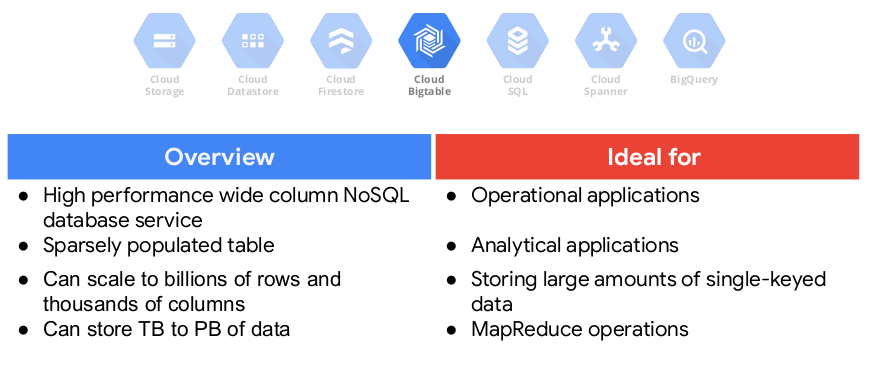 Cloud Storage
Cloud Datastore
Cloud Firestore
Cloud Bigtable
Cloud SQL
Cloud Spanner
BigQuery
Overview
● High performance wide column NoSQL
database service
● Sparsely populated table
● Can scale to billions of rows and
thousands of columns
● Can store TB to PB of data
Ideal for
● Operational applications
● Analytical applications
● Storing large amounts of single-keyed
data
● MapReduce operations